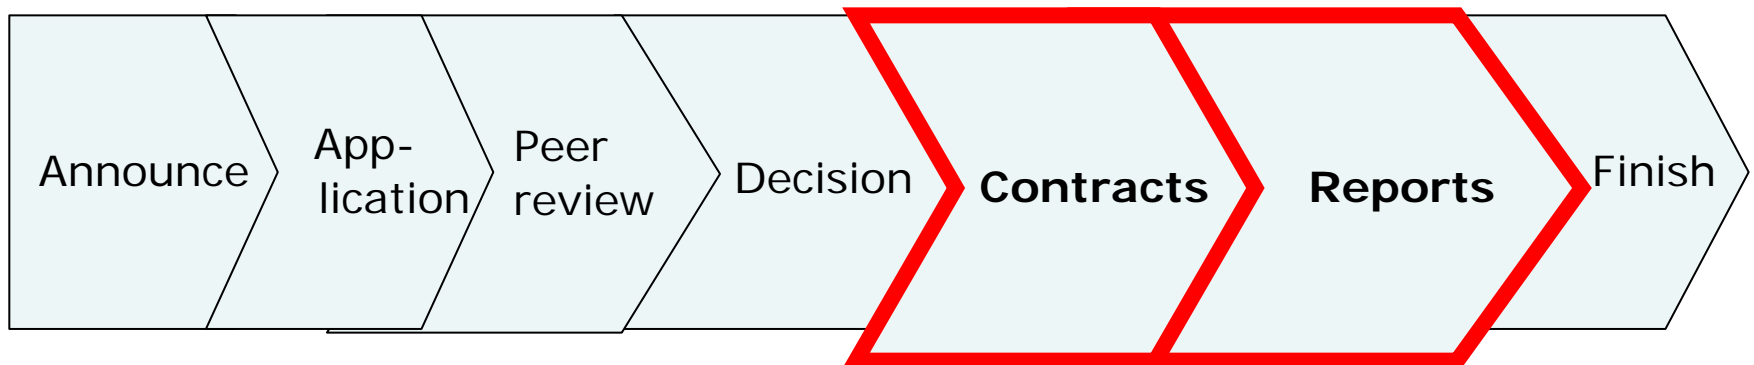 Announce
App-
lication
Peer
review
Decision
Contracts
Reports
Finish